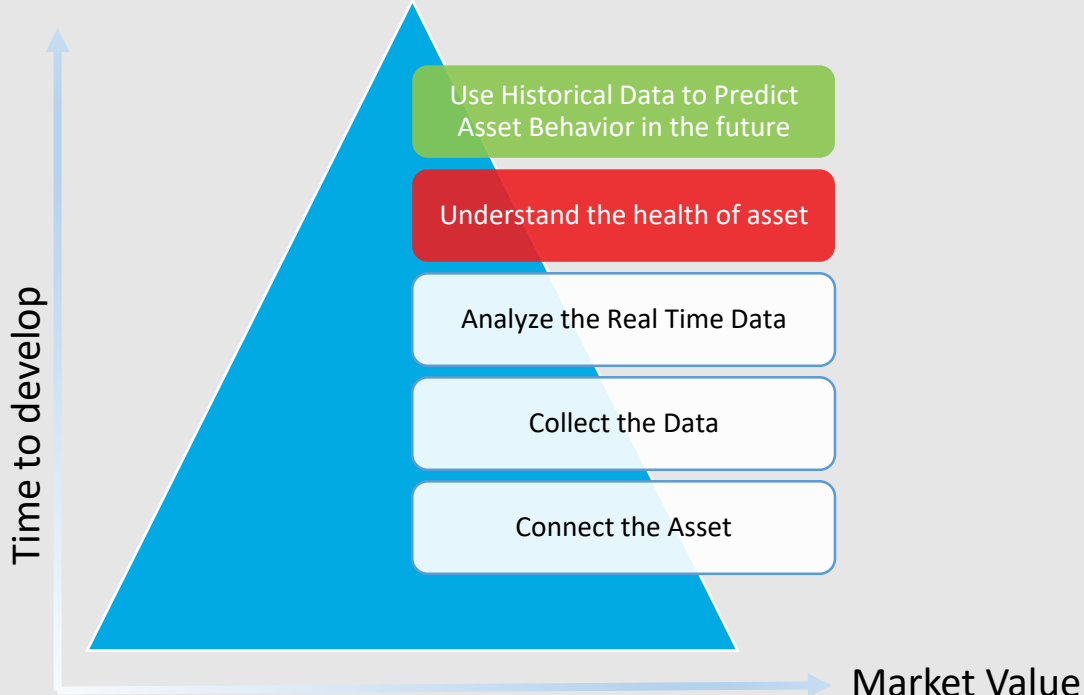 Use Historical Data to Predict
Asset Behavior in the future
Understand the health of asset
Analyze the Real Time Data
Collect the Data
Connect the Asset
Time to develop
Market Value